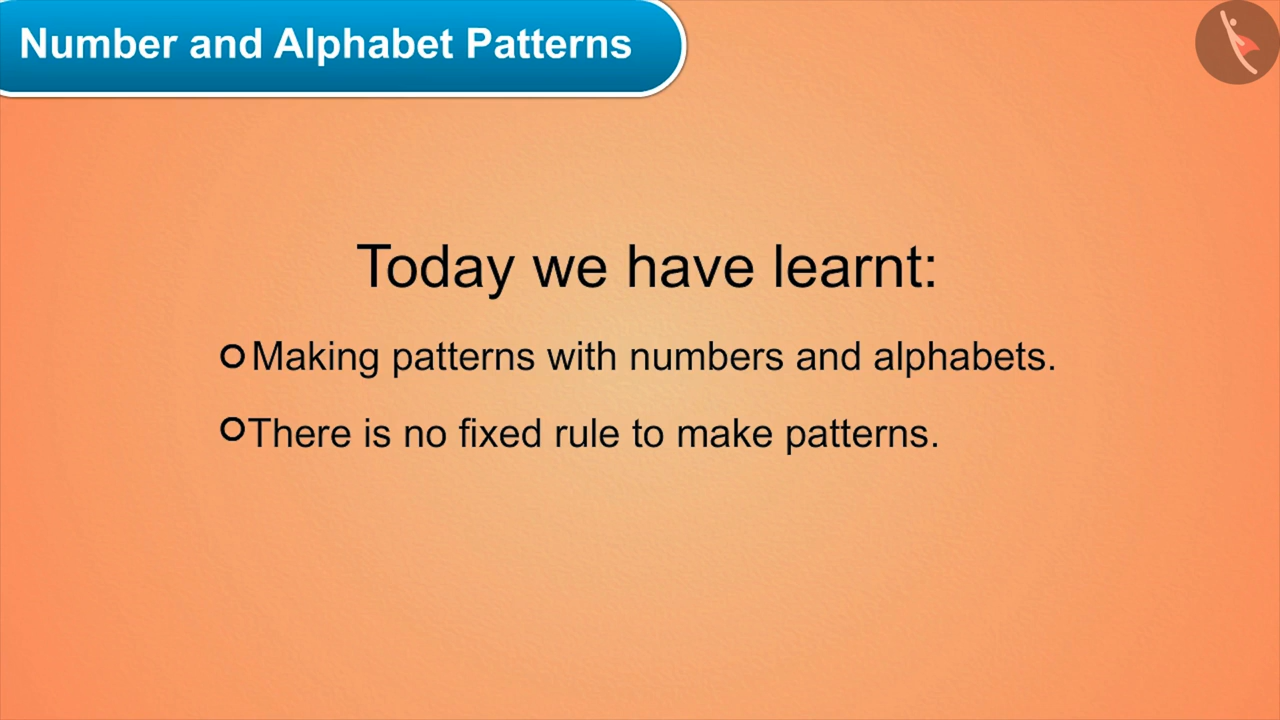 Number and Alphabet Patterns
Today we have learnt:
Making patterns with numbers and alphabets.
There is no fixed rule to make patterns.